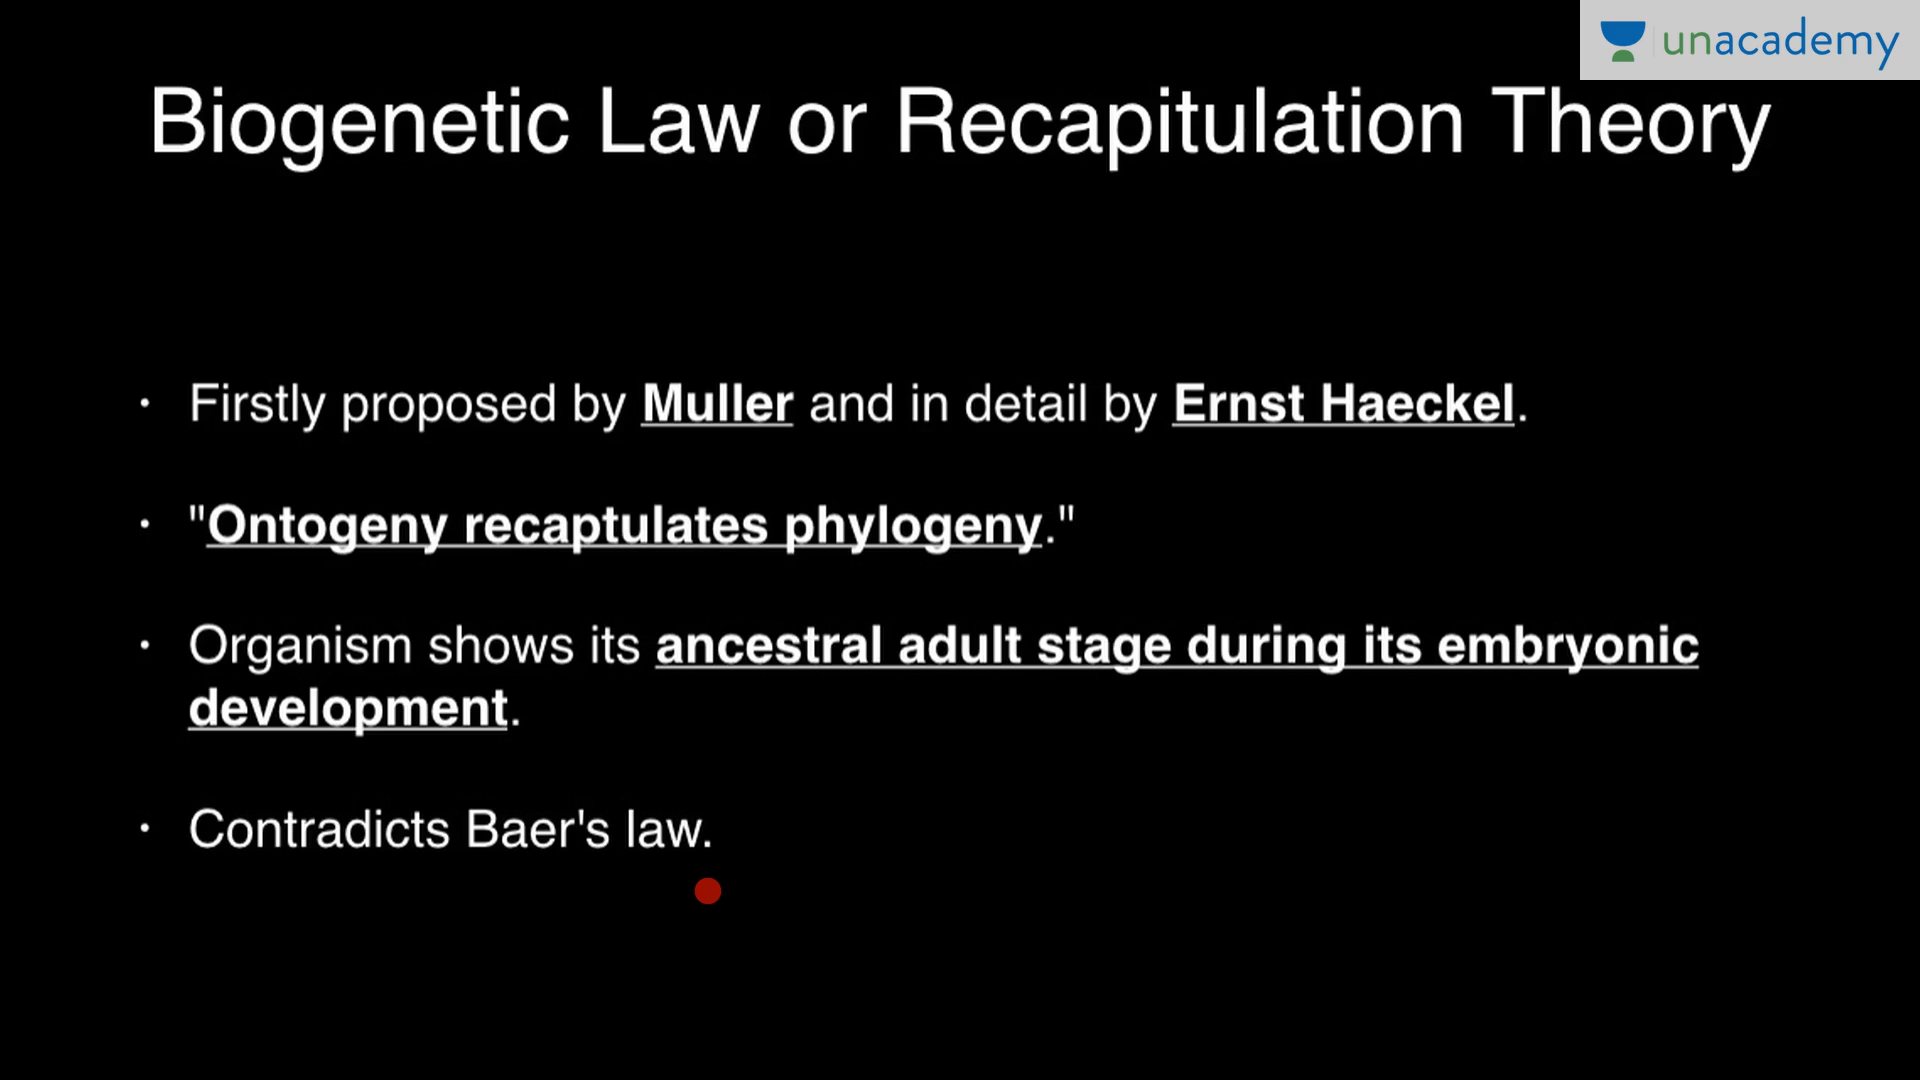 unacademy
Biogenetic Law or Recapitulation Theory
• Firstly proposed by Muller and in detail by Ernst Haeckel.
• "Ontogeny recaptulates phylogeny."
• Organism shows its ancestral adult stage during its embryonic
development.
• Contradicts Baer's law.